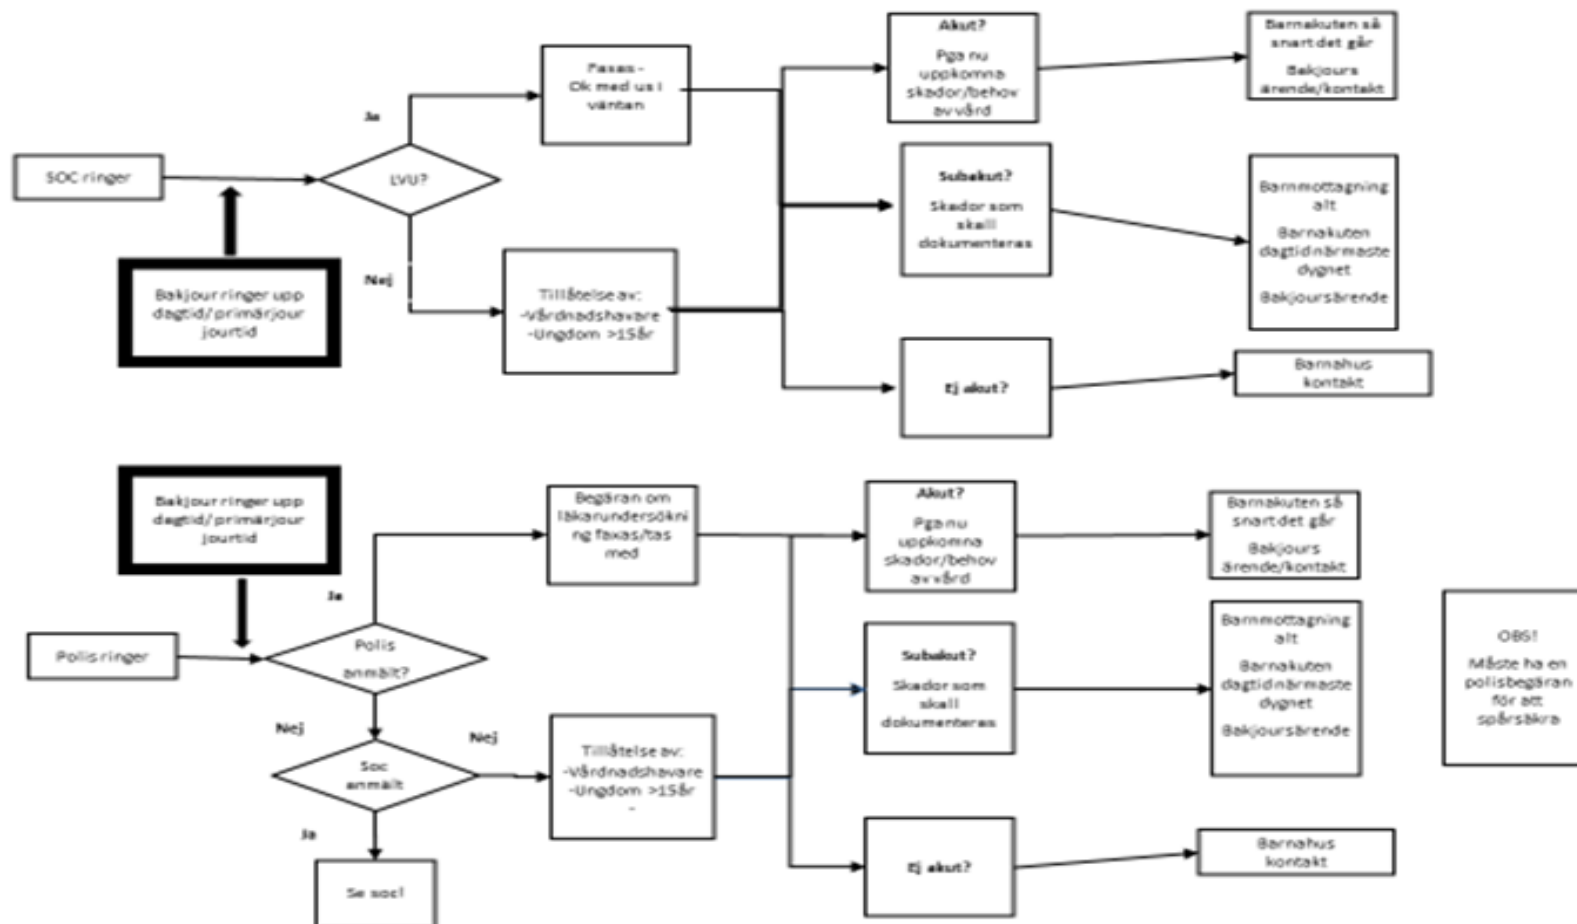 SOC ringer
Bakjour ringer upp
dagtid/ primärjour
jourtid
LVU?
Ja
Nej
Faxas -
Ok med us i
väntan
Tillåtelse av:
-Vårdnadshavare
-Ungdom >15år
Akut?
Pga nu
uppkomna
skador/behov
av vård
Subakut?
Skador som
skall
dokumenteras
Ej akut?
Barnakuten så
snart det går
Bakjours
ärende/kontakt
Barnmottagning
alt
Barnakuten
dagtid närmaste
dygnet
Bakjoursärende
Barnahus
kontakt
Bakjour ringer upp
dagtid/ primärjour
jourtid
Polis ringer
Polis
anmält?
Ja
Nej
Soc
anmält
Nej
Ja
Se soc!
Begäran om
läkarundersökni
ng faxas/tas
med
Tillåtelse av:
-Vårdnadshavare
-Ungdom >15år
-
Akut?
Pga nu
uppkomna
skador/behov
av vård
Subakut?
Skador som
skall
dokumenteras
Ej akut?
Barnakuten så
snart det går
Bakjours
ärende/kontakt
Barnmottagning
alt
Barnakuten
dagtid närmaste
dygnet
Bakjoursärende
Barnahus
kontakt
OBS!
Måste ha en
polisbegäran
för att
spårsäkra